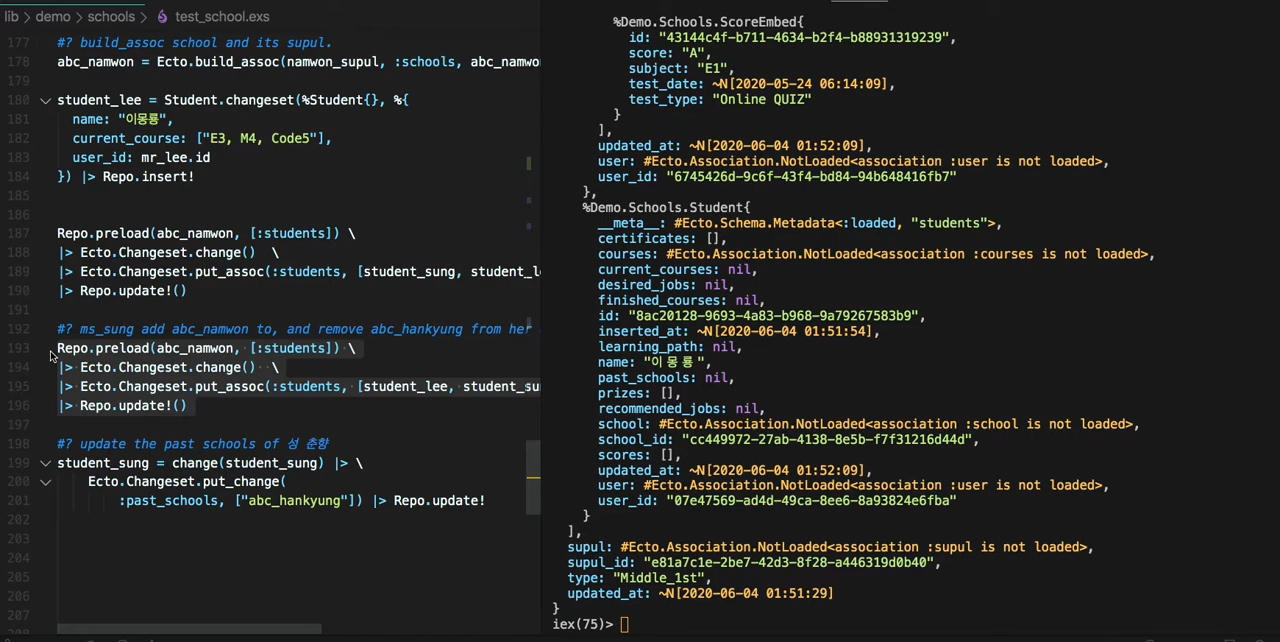 lib > demo > schools > test_school.exs
177 #? build_assoc school and its supul.
178 abc_namwon = Ecto.build_assoc(namwon_supul, :schools, abc_namwo
179
180 student_lee = Student.changeset(%Student{}, %{
181 name: "이몽룡",
182 current_course: ["E3, M4, Code5"],
183 user_id: mr_lee.id
184 }) |> Repo.insert!
185
186
187 Repo.preload(abc_namwon, [:students]) \
188 |> Ecto.Changeset.change() \
189 |> Ecto.Changeset.put_assoc(:students, [student_sung, student_l
190 |> Repo.update!()
191
192 #? ms_sung add abc_namwon to, and remove abc_hankyung from her
193 Repo.preload(abc_namwon, [:students]) \
194 |> Ecto.Changeset.change() \
195 |> Ecto.Changeset.put_assoc(:students, [student_lee, student_su
196 |> Repo.update!()
197
198 #? update the past schools of 성 춘향
199 student_sung = change(student_sung) |> \
200 Ecto.Changeset.put_change(
201 :past_schools, ["abc_hankyung"]) |> Repo.update!
202
203
204
205
206
207
%Demo.Schools.ScoreEmbed{
id: "43144c4f-b711-4634-b2f4-b88931319239",
score: "A",
subject: "E1",
test_date: ~N[2020-05-24 06:14:09],
test_type: "Online QUIZ"
}
],
updated_at: ~N[2020-06-04 01:52:09],
user: #Ecto.Association.NotLoaded<association :user is not loaded>,
user_id: "6745426d-9c6f-43f4-bd84-94b648416fb7"
},
%Demo.Schools.Student{
__meta__: #Ecto.Schema.Metadata<:loaded, "students">,
certificates: [],
courses: #Ecto.Association.NotLoaded<association :courses is not loaded>,
current_courses: nil,
desired_jobs: nil,
finished_courses: nil,
id: "8ac20128-9693-4a83-b968-9a79267583b9",
inserted_at: ~N[2020-06-04 01:51:54],
learning_path: nil,
name: "이몽룡",
past_schools: nil,
prizes: [],
recommended_jobs: nil,
school: #Ecto.Association.NotLoaded<association :school is not loaded>,
school_id: "cc449972-27ab-4138-8e5b-f7f31216d44d",
scores: [],
updated_at: ~N[2020-06-04 01:52:09],
user: #Ecto.Association.NotLoaded<association :user is not loaded>,
user_id: "07e47569-ad4d-49ca-8ee6-8a93824e6fba"
}
],
supul: #Ecto.Association.NotLoaded<association :supul is not loaded>,
supul_id: "e81a7c1e-2be7-42d3-8f28-a446319d0b40",
type: "Middle_1st",
updated_at: ~N[2020-06-04 01:51:29]
}
iex(75)>